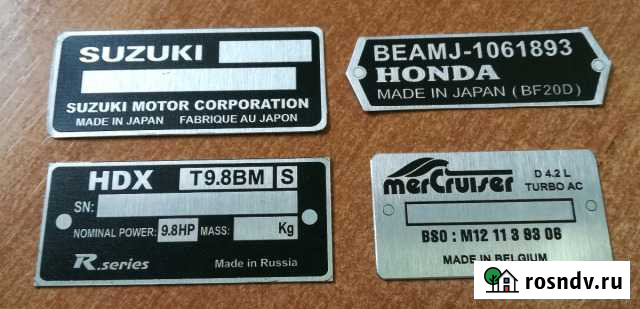 SUZUKI
SUZUKI MOTOR CORPORATION
MADE IN JAPAN FABRIQUE AU JAPON
BEAMJ-1061893
HONDA
MADE IN JAPAN (BF20D)
HDX T9.8BM S
SN:
NOMINAL POWER: 9.8HP MASS: Kg
R.series Made in Russia
merCruiser D 4.2 L
TURBO AC
BSO : M12 11 3 93 06
MADE IN BELGIUM
rosndv.ru